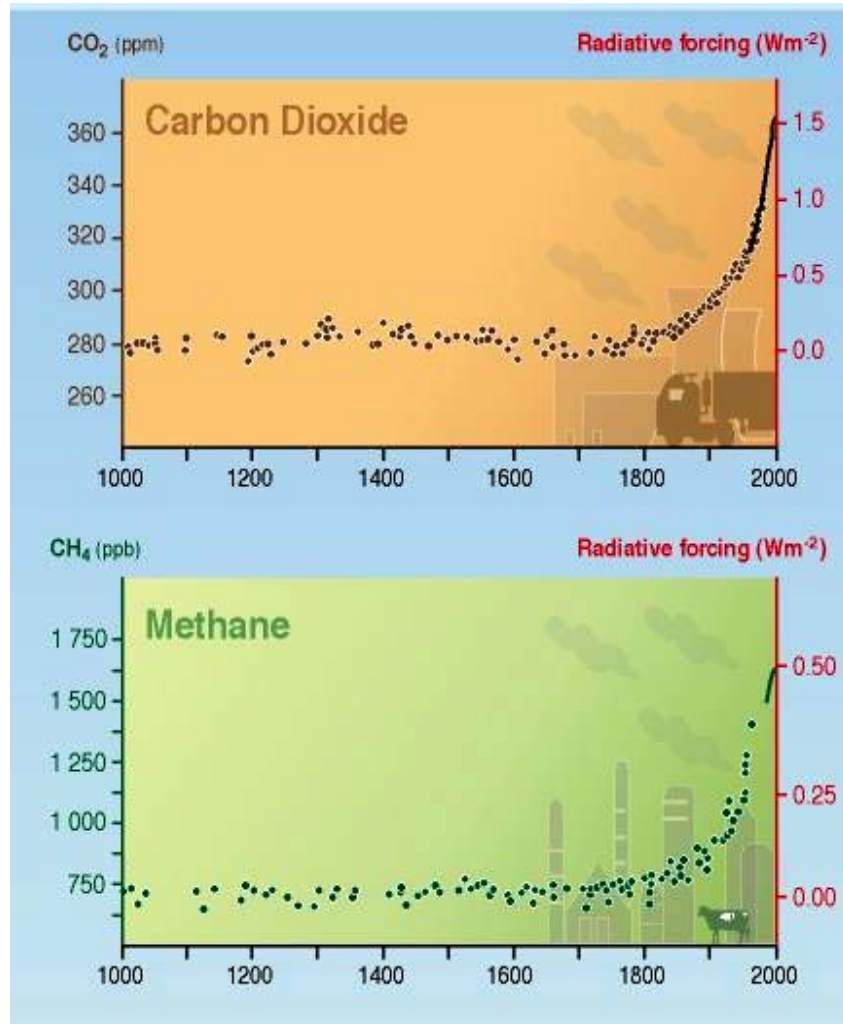 CO₂ (ppm) Radiative forcing (Wm⁻²)
Carbon Dioxide
360 1.5
340 1.0
320
300 0.5
280 0.0
260
1000 1200 1400 1600 1800 2000
CH₄ (ppb) Radiative forcing (Wm⁻²)
Methane
1 750
0.50
1 500
1 250
0.25
1 000
750 0.00
1000 1200 1400 1600 1800 2000